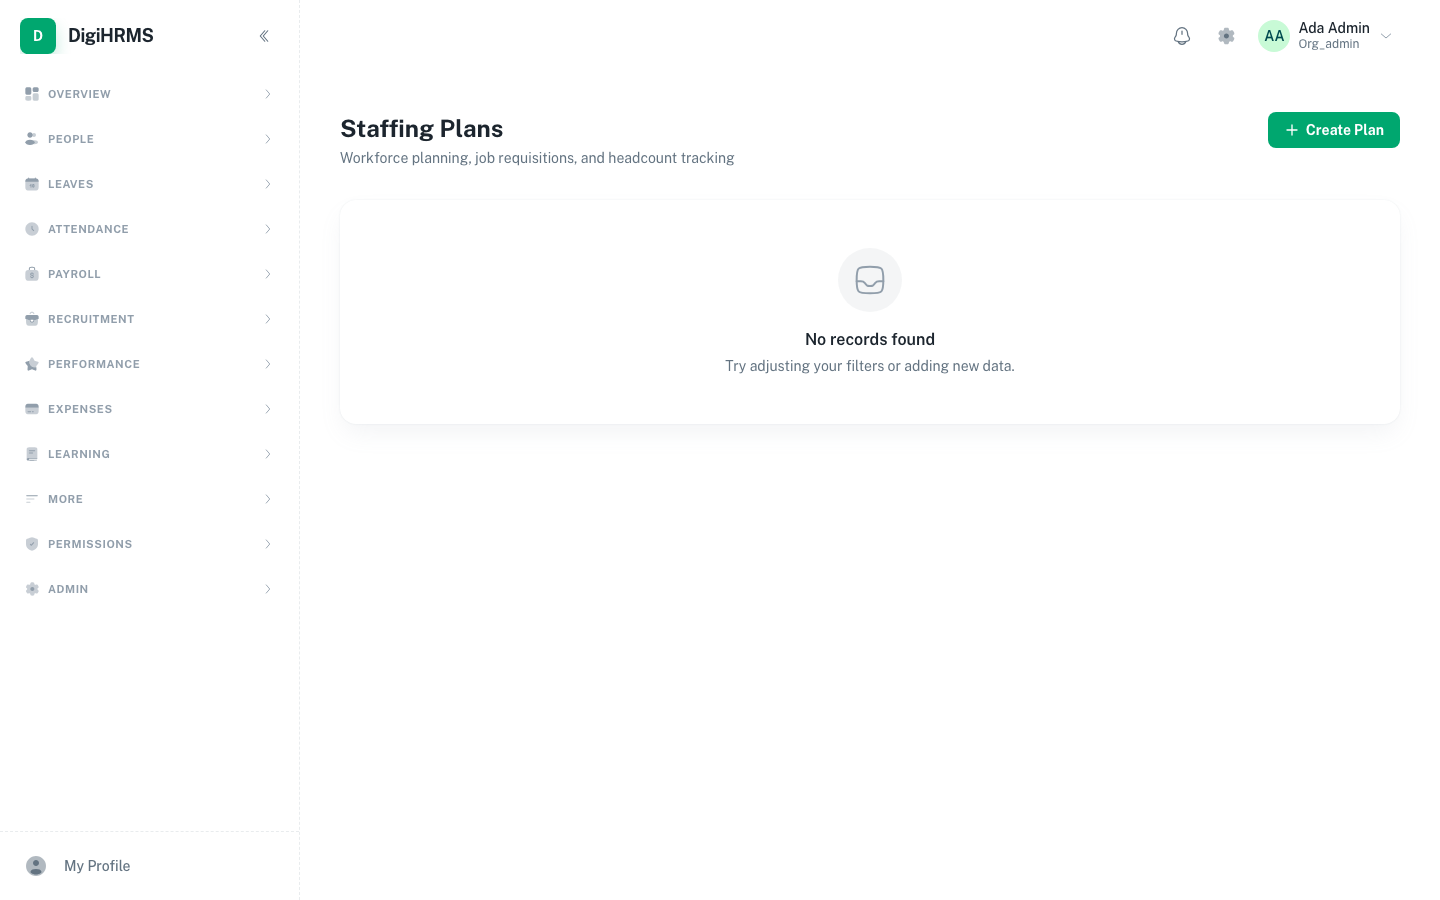 D
DigiHRMS
OVERVIEW
PEOPLE
LEAVES
ATTENDANCE
PAYROLL
RECRUITMENT
PERFORMANCE
EXPENSES
LEARNING
MORE
PERMISSIONS
ADMIN
My Profile
AA
Ada Admin
Org_admin
Staffing Plans
Workforce planning, job requisitions, and headcount tracking
Create Plan
No records found
Try adjusting your filters or adding new data.